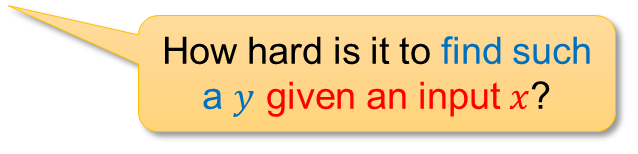 How hard is it to find such
a y given an input x?